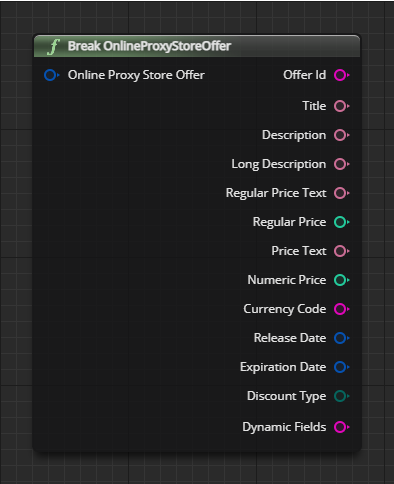 f Break OnlineProxyStoreOffer
Online Proxy Store Offer Offer Id
Title
Description
Long Description
Regular Price Text
Regular Price
Price Text
Numeric Price
Currency Code
Release Date
Expiration Date
Discount Type
Dynamic Fields